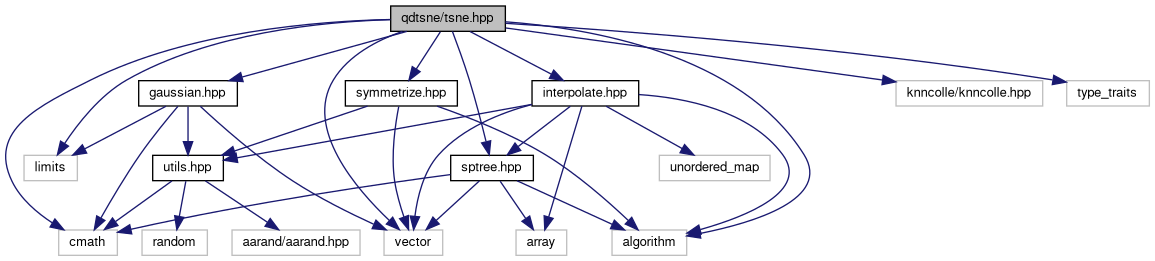 qdtsne/tsne.hpp
gaussian.hpp
symmetrize.hpp
interpolate.hpp
knncolle/knncolle.hpp
type_traits
limits
utils.hpp
sptree.hpp
unordered_map
cmath
random
aarand/aarand.hpp
vector
array
algorithm